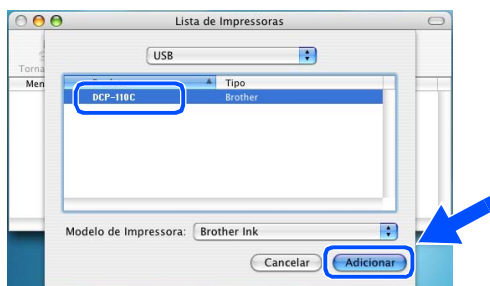 Lista de Impressoras
USB
Torna
Men
Tipo
DCP-110C Brother
Modelo de Impressora: Brother Ink
Cancelar Adicionar